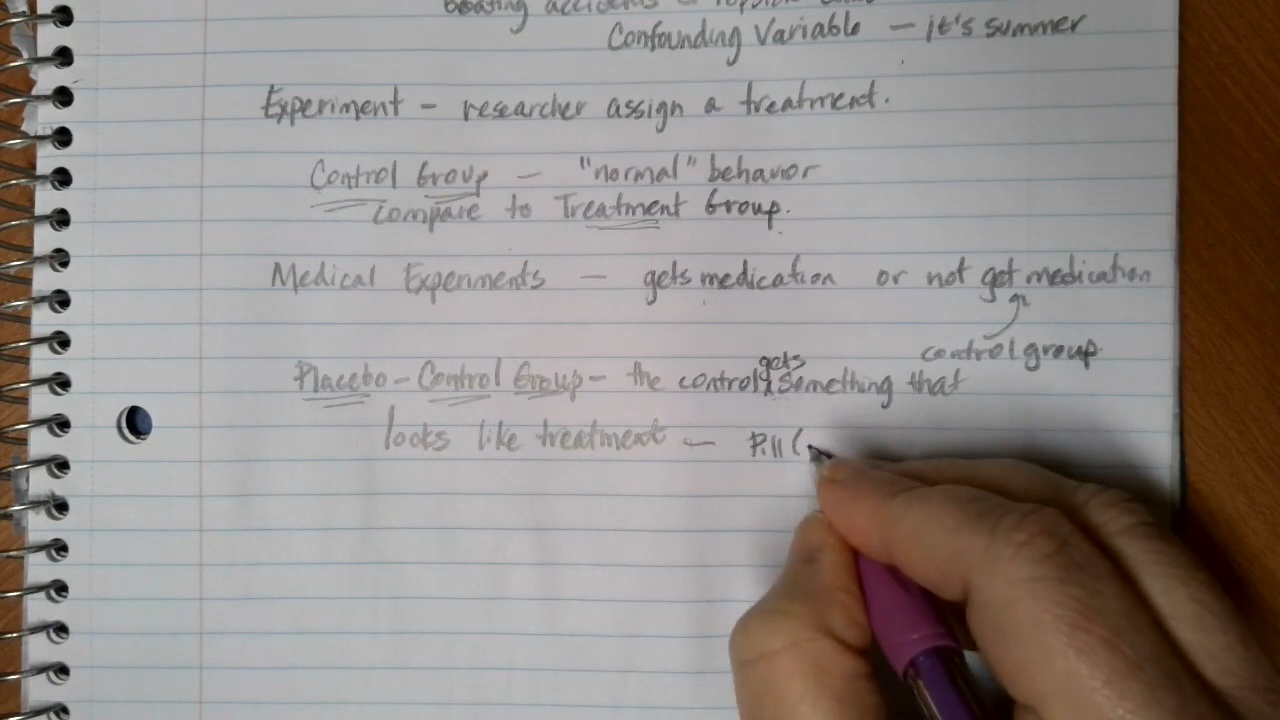 boating accidents
Confounding Variable - it's summer
Experiment - researcher assign a treatment.
Control Group - "normal" behavior
compare to Treatment Group.
Medical Experiments - gets medication or not get medication
control group
gets
Placebo-Control Group - the control something that
looks like treatment - Pill (